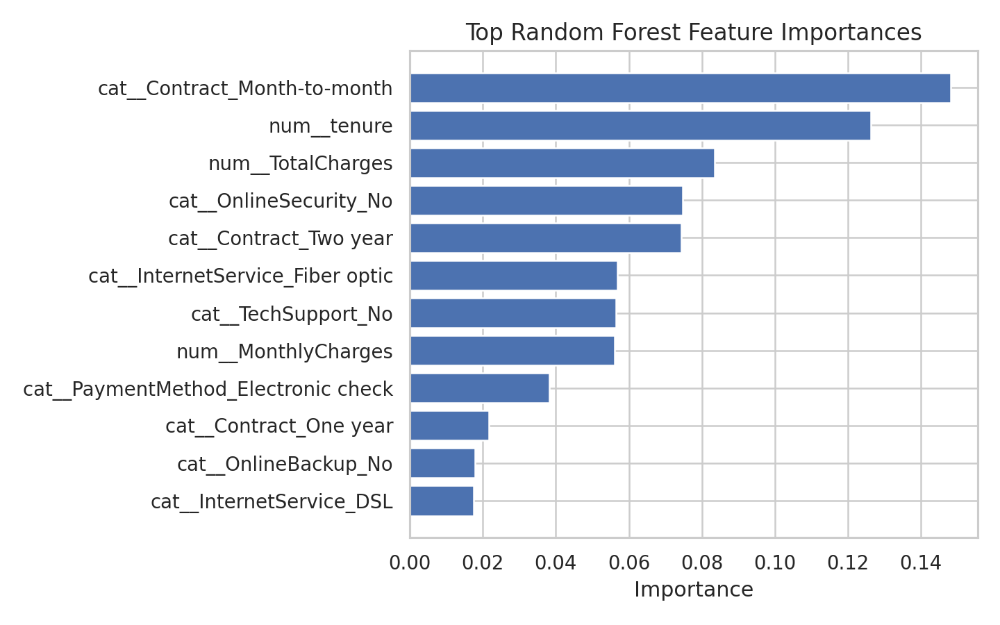 Top Random Forest Feature Importances
cat__Contract_Month-to-month
num__tenure
num__TotalCharges
cat__OnlineSecurity_No
cat__Contract_Two year
cat__InternetService_Fiber optic
cat__TechSupport_No
num__MonthlyCharges
cat__PaymentMethod_Electronic check
cat__Contract_One year
cat__OnlineBackup_No
cat__InternetService_DSL
0.00 0.02 0.04 0.06 0.08 0.10 0.12 0.14
Importance